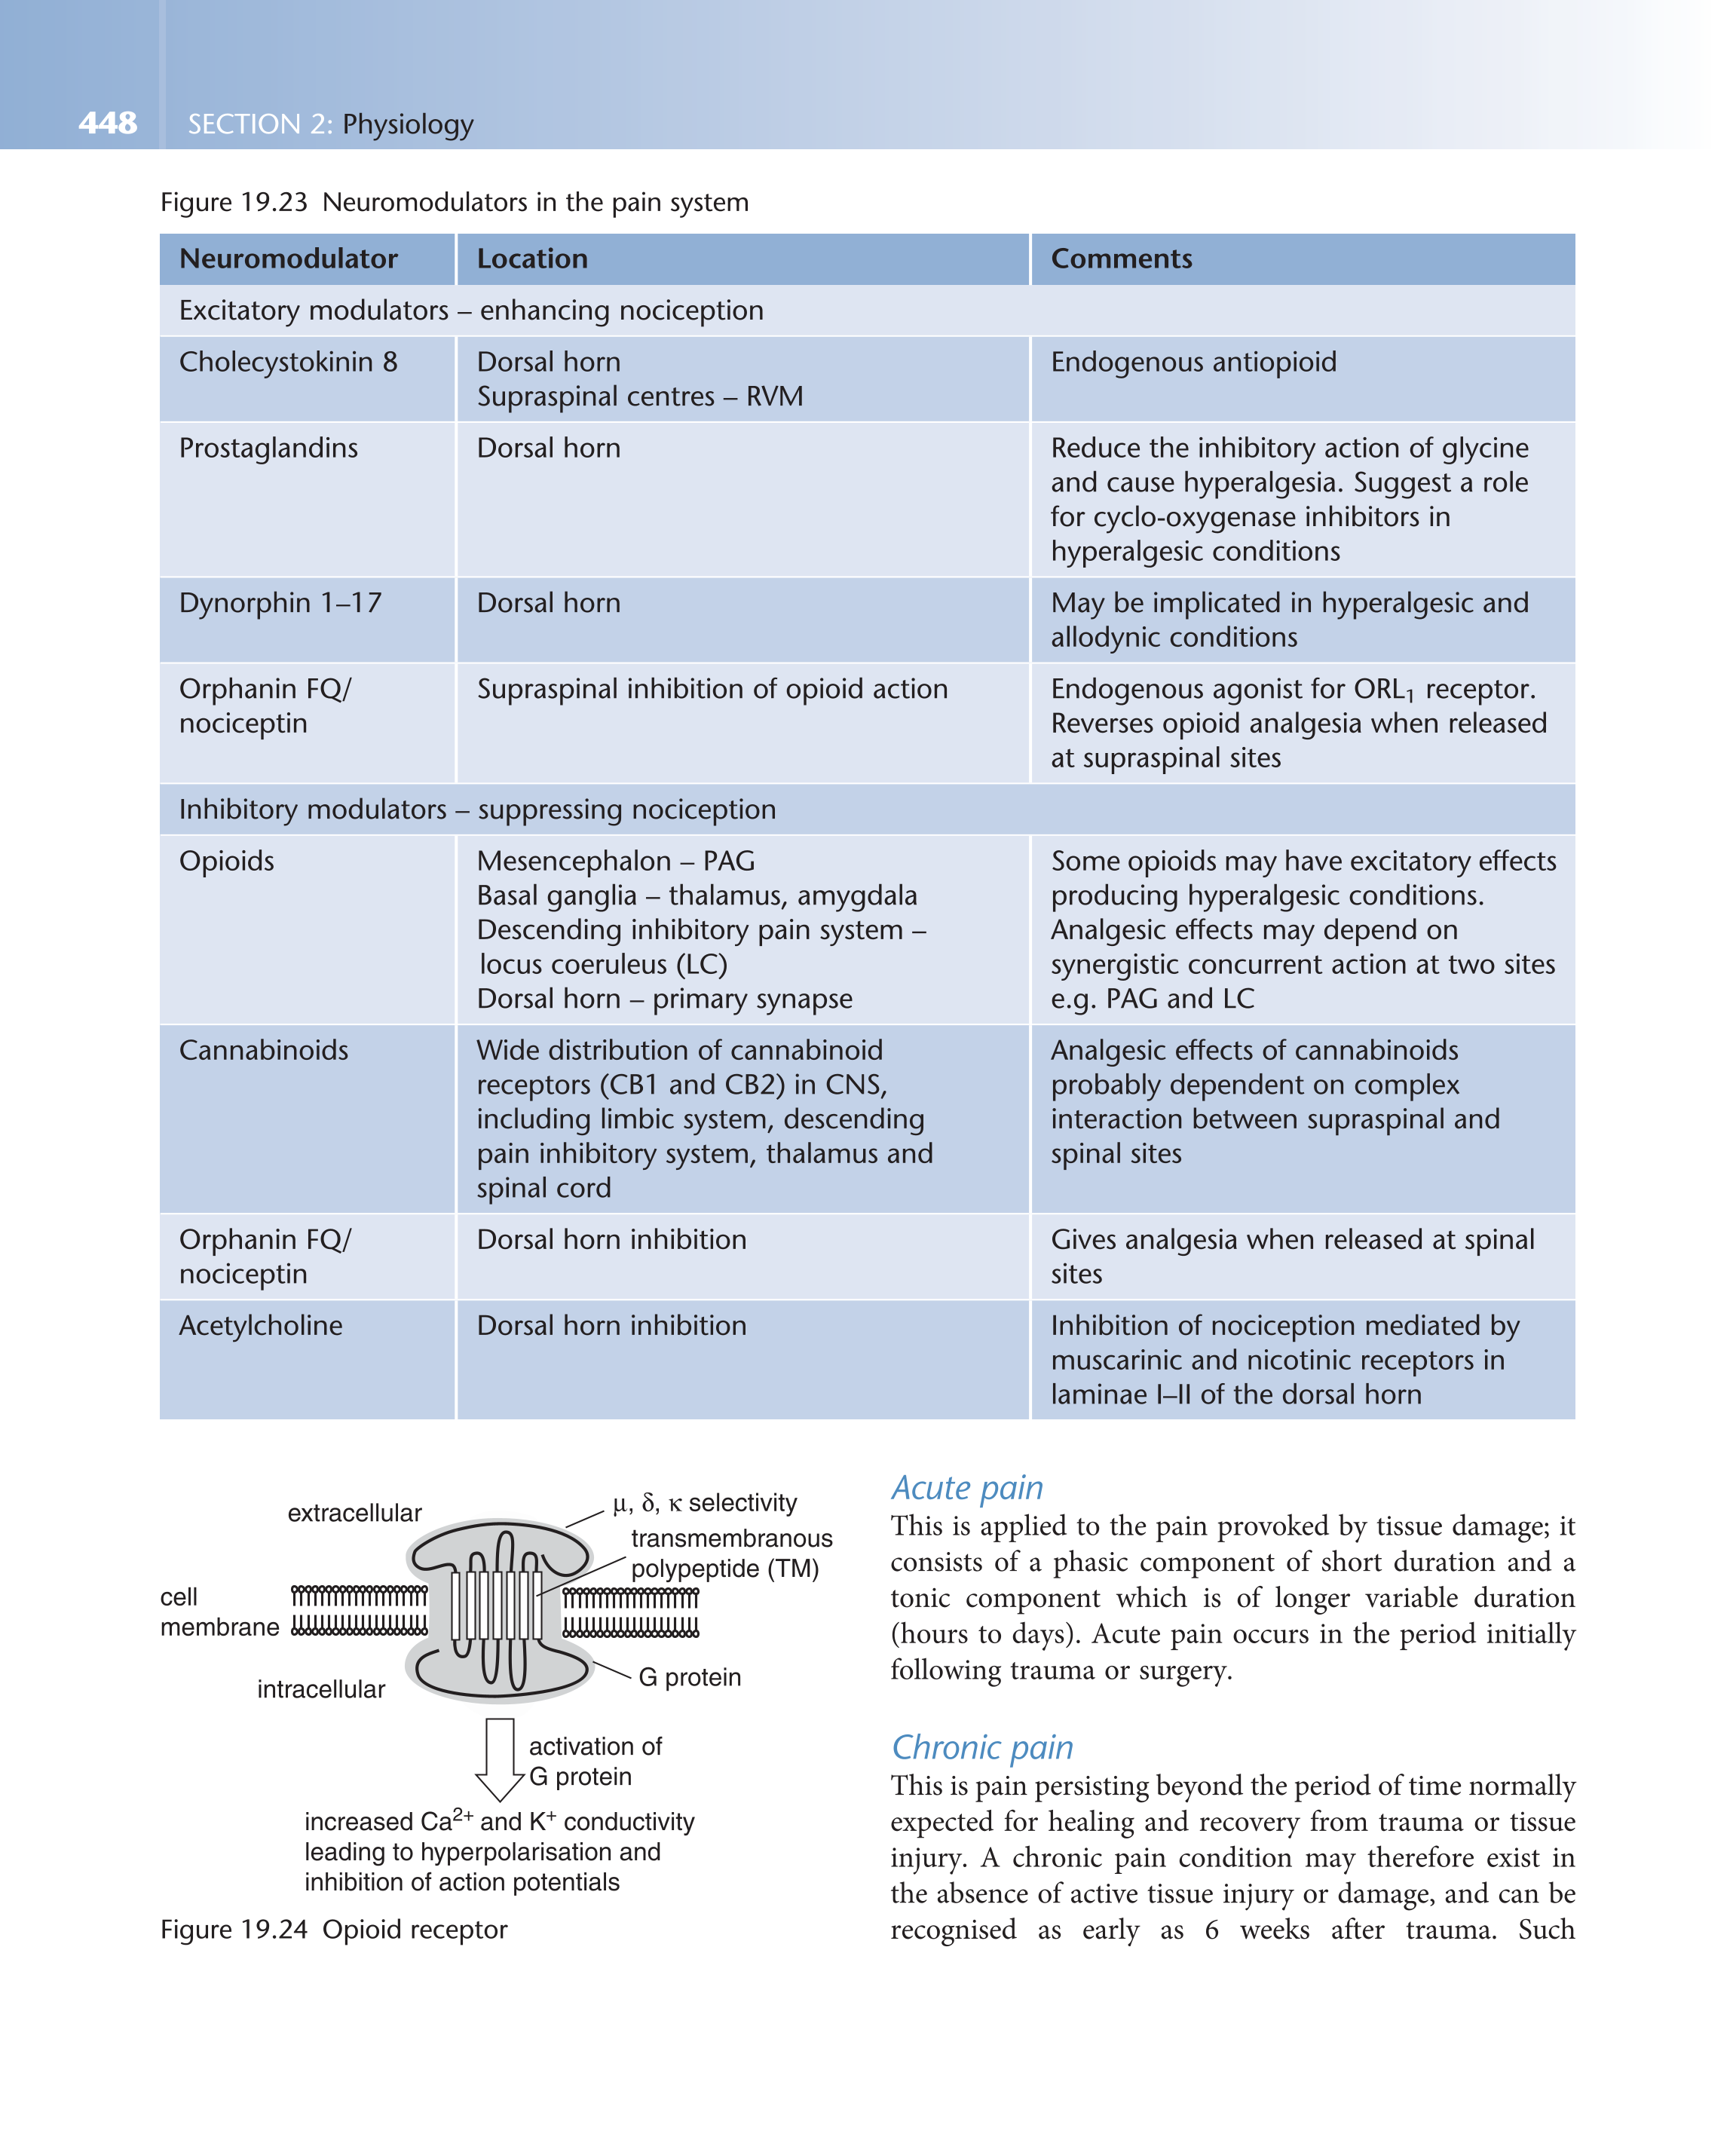 448 SECTION 2: Physiology
Figure 19.23 Neuromodulators in the pain system
Neuromodulator Location Comments
Excitatory modulators – enhancing nociception
Cholecystokinin 8 Dorsal horn Endogenous antiopioid
Supraspinal centres – RVM
Prostaglandins Dorsal horn Reduce the inhibitory action of glycine
and cause hyperalgesia. Suggest a role
for cyclo-oxygenase inhibitors in
hyperalgesic conditions
Dynorphin 1–17 Dorsal horn May be implicated in hyperalgesic and
allodynic conditions
Orphanin FQ/ Supraspinal inhibition of opioid action Endogenous agonist for ORL₁ receptor.
nociceptin Reverses opioid analgesia when released
at supraspinal sites
Inhibitory modulators – suppressing nociception
Opioids Mesencephalon – PAG Some opioids may have excitatory effects
Basal ganglia – thalamus, amygdala producing hyperalgesic conditions.
Descending inhibitory pain system – Analgesic effects may depend on
locus coeruleus (LC) synergistic concurrent action at two sites
Dorsal horn – primary synapse e.g. PAG and LC
Cannabinoids Wide distribution of cannabinoid Analgesic effects of cannabinoids
receptors (CB1 and CB2) in CNS, probably dependent on complex
including limbic system, descending interaction between supraspinal and
pain inhibitory system, thalamus and spinal sites
spinal cord
Orphanin FQ/ Dorsal horn inhibition Gives analgesia when released at spinal
nociceptin sites
Acetylcholine Dorsal horn inhibition Inhibition of nociception mediated by
muscarinic and nicotinic receptors in
laminae I–II of the dorsal horn
extracellular
μ, δ, κ selectivity
transmembranous
polypeptide (TM)
cell
membrane
intracellular
G protein
activation of
G protein
increased Ca²⁺ and K⁺ conductivity
leading to hyperpolarisation and
inhibition of action potentials
Figure 19.24 Opioid receptor
Acute pain
This is applied to the pain provoked by tissue damage; it
consists of a phasic component of short duration and a
tonic component which is of longer variable duration
(hours to days). Acute pain occurs in the period initially
following trauma or surgery.
Chronic pain
This is pain persisting beyond the period of time normally
expected for healing and recovery from trauma or tissue
injury. A chronic pain condition may therefore exist in
the absence of active tissue injury or damage, and can be
recognised as early as 6 weeks after trauma. Such